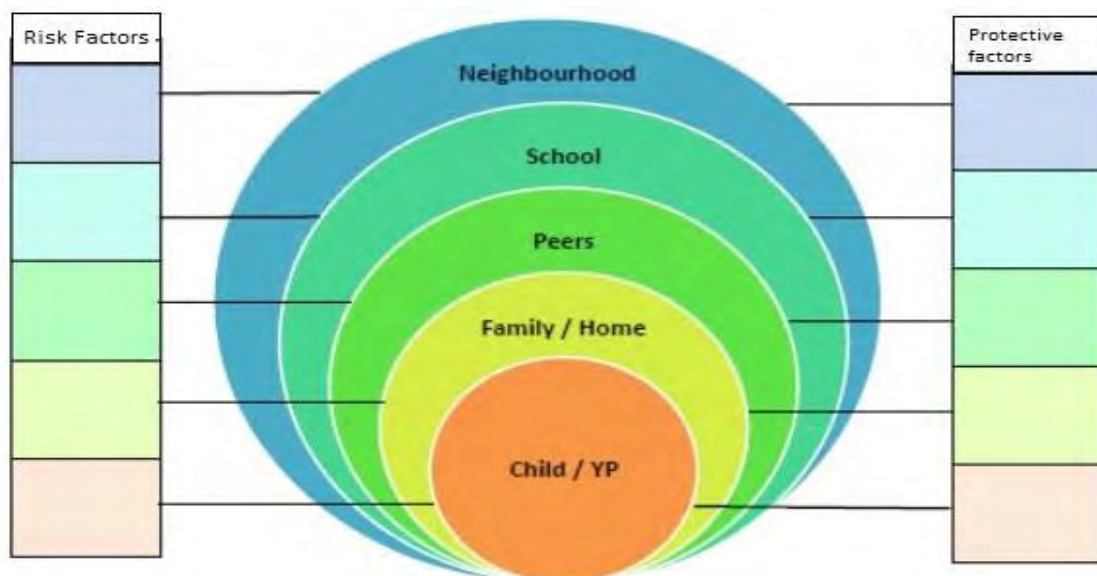 Risk Factors
Protective
factors
Neighbourhood
School
Peers
Family / Home
Child / YP